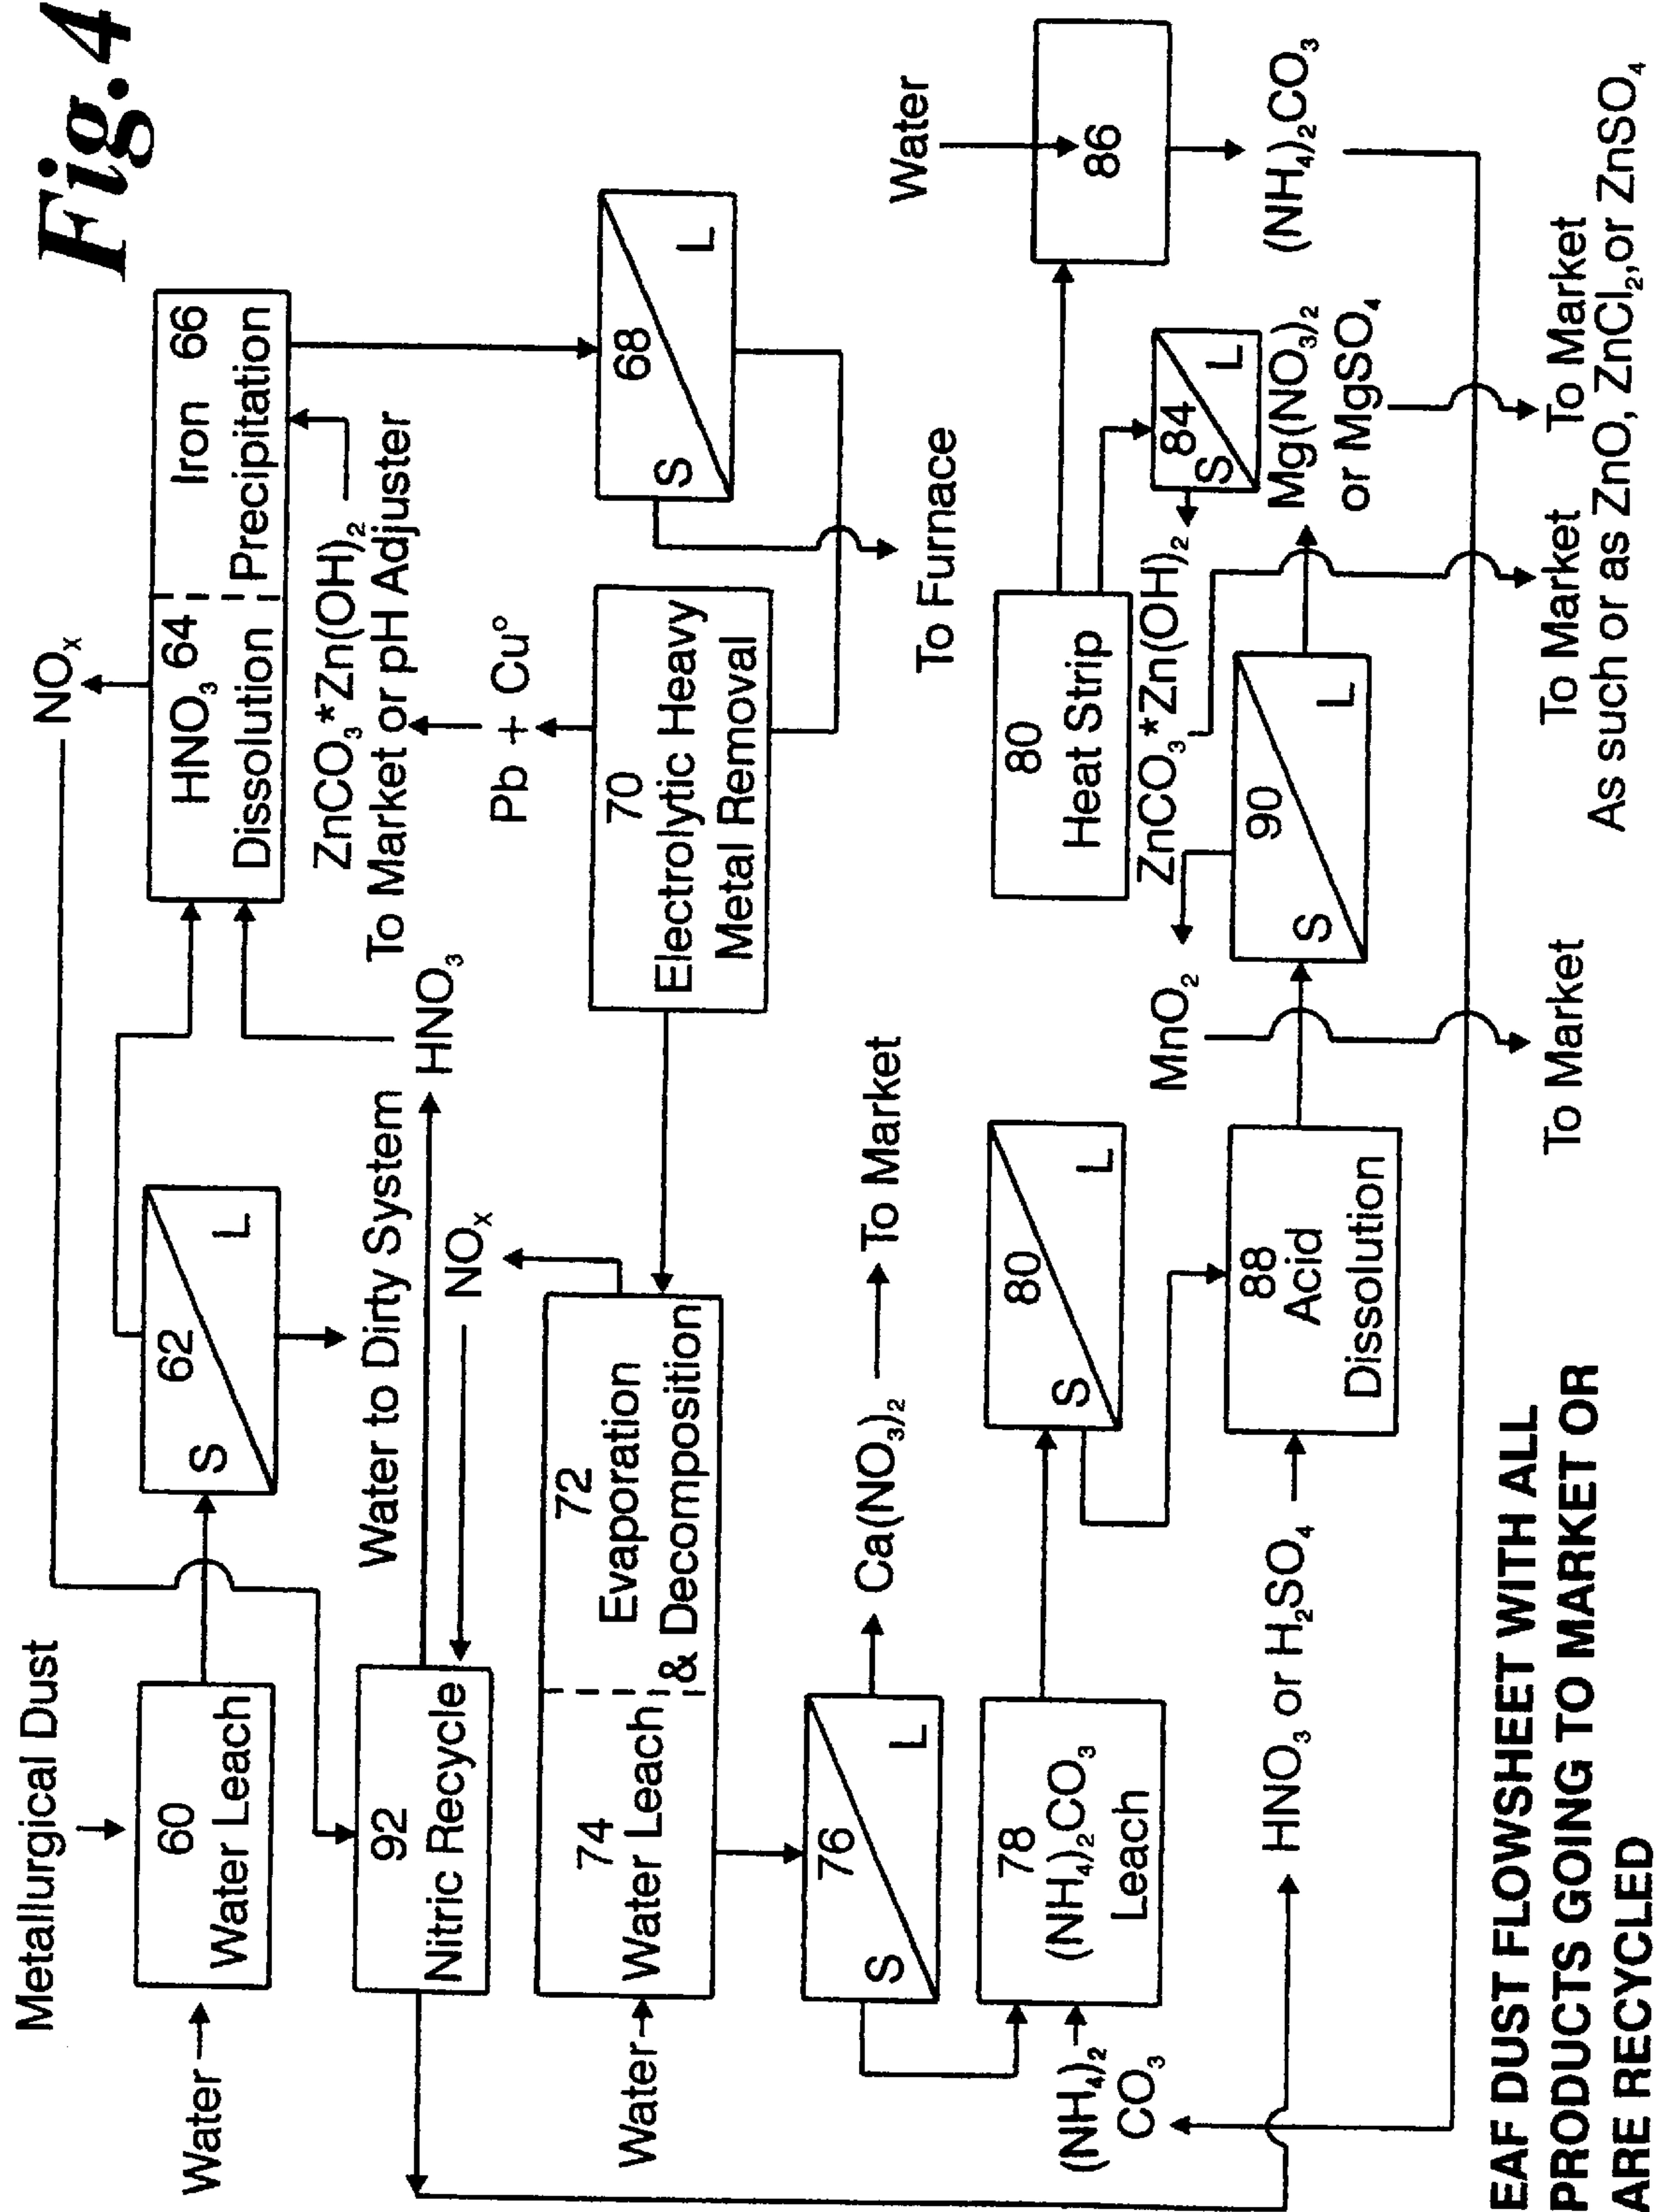 Fig.4
Metallurgical Dust
Water
60
Water Leach
62
S
L
Water to Dirty System
NOx
HNO₃ 64
Dissolution
Iron 66
Precipitation
ZnCO₃*Zn(OH)₂
To Market or pH Adjuster
Pb + Cu°
HNO₃
92
Nitric Recycle
NOx
68
S
L
To Furnace
70
Electrolytic Heavy
Metal Removal
72
Evaporation
& Decomposition
74
Water Leach
Water
76
S
L
Ca(NO₃)₂
To Market
78
(NH₄)₂CO₃
Leach
(NH₄)₂
CO₃
80
S
L
80
Heat Strip
Water
86
(NH₄)₂CO₃
84
S
L
ZnCO₃*Zn(OH)₂
Mg(NO₃)₂
or MgSO₄
HNO₃ or H₂SO₄
88
Acid
Dissolution
MnO₂
90
S
L
To Market
To Market
To Market
As such or as ZnO, ZnCl₂,or ZnSO₄
EAF DUST FLOWSHEET WITH ALL
PRODUCTS GOING TO MARKET OR
ARE RECYCLED